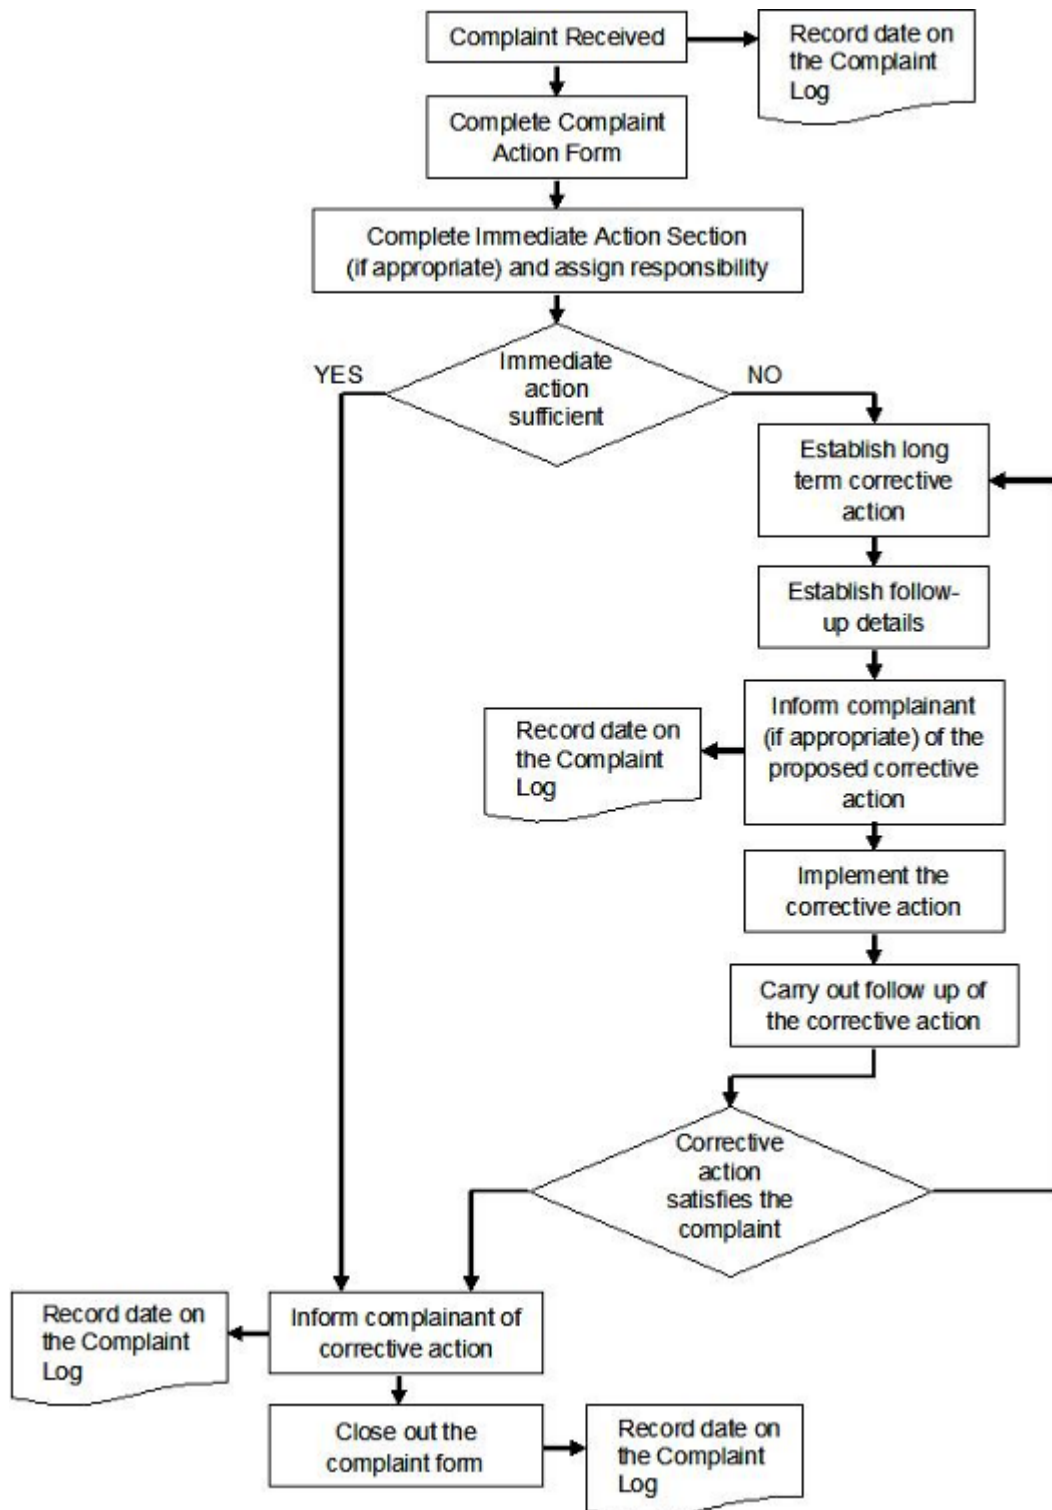 Complaint Received
Record date on
the Complaint
Log
Complete Complaint
Action Form
Complete Immediate Action Section
(if appropriate) and assign responsibility
YES
Immediate
action
sufficient
NO
Establish long
term corrective
action
Establish follow-
up details
Inform complainant
(if appropriate) of the
proposed corrective
action
Record date on
the Complaint
Log
Implement the
corrective action
Carry out follow up of
the corrective action
Corrective
action
satisfies the
complaint
Record date on
the Complaint
Log
Inform complainant of
corrective action
Close out the
complaint form
Record date on
the Complaint
Log